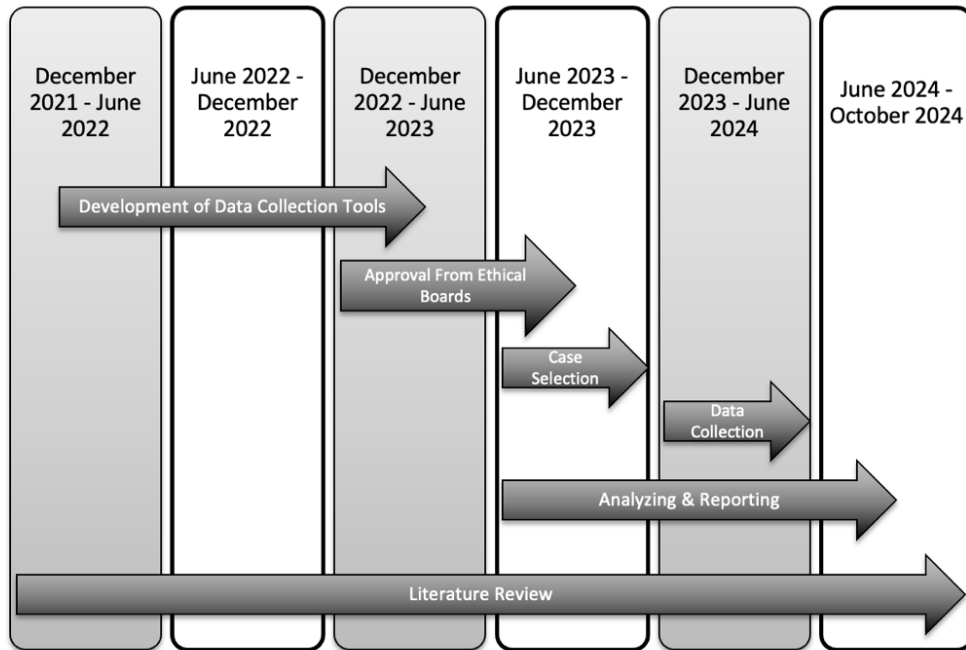 December
2021 - June
2022
June 2022 -
December
2022
December
2022 - June
2023
June 2023 -
December
2023
December
2023 - June
2024
June 2024 -
October 2024
Development of Data Collection Tools
Approval From Ethical
Boards
Case
Selection
Data
Collection
Analyzing & Reporting
Literature Review